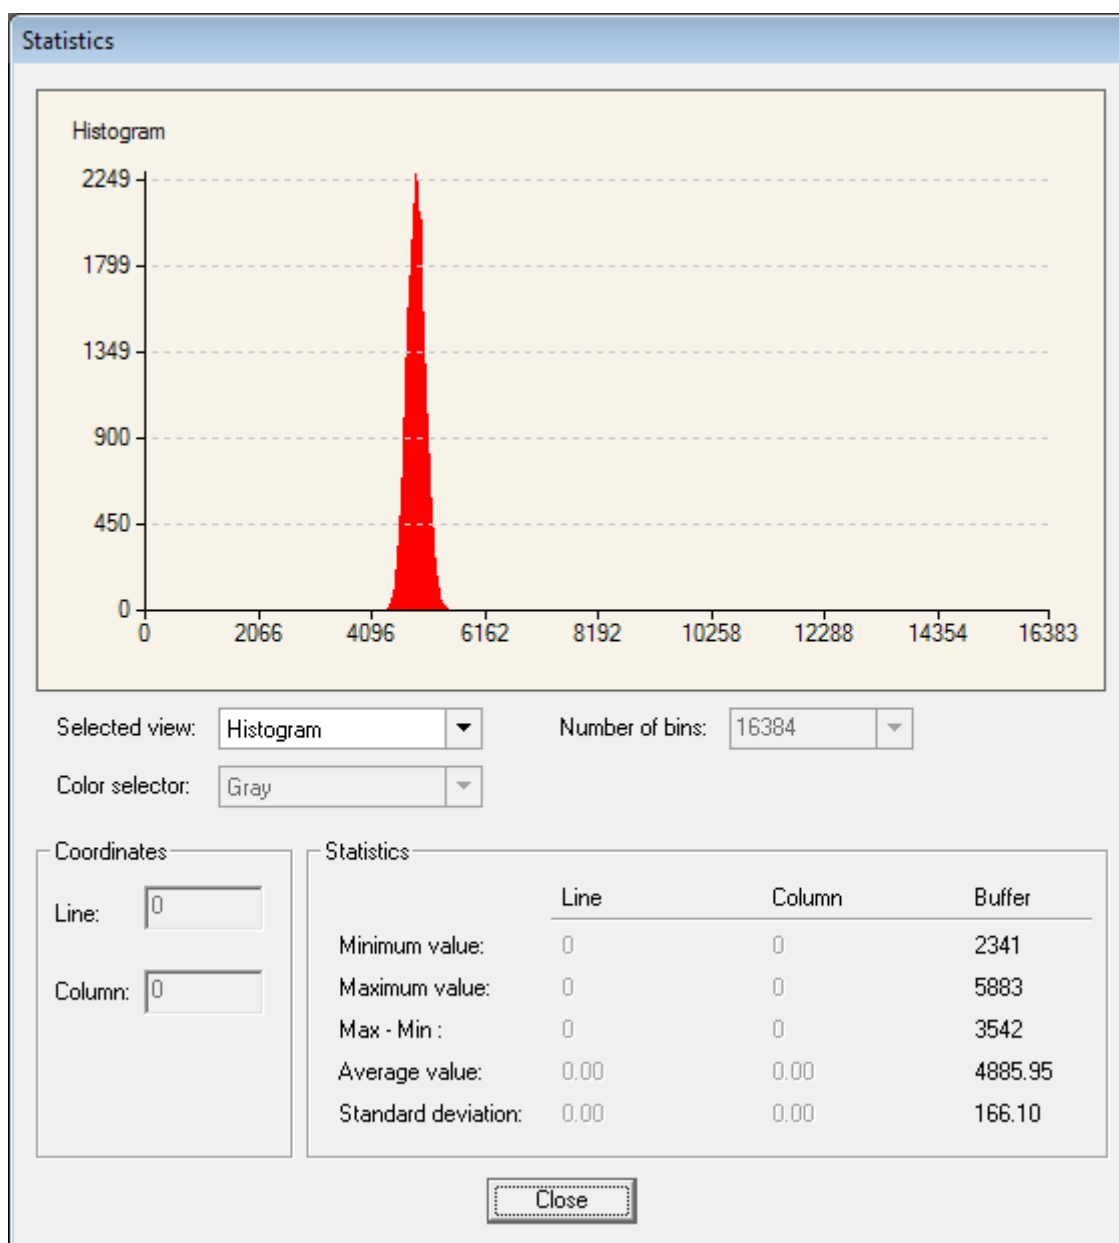 Statistics
Histogram
2249
1799
1349
900
450
0
0 2066 4096 6162 8192 10258 12288 14354 16383
Selected view: Histogram Number of bins: 16384
Color selector: Gray
Coordinates
Line: 0
Column: 0
Statistics
Line Column Buffer
Minimum value: 0 0 2341
Maximum value: 0 0 5883
Max - Min : 0 0 3542
Average value: 0.00 0.00 4885.95
Standard deviation: 0.00 0.00 166.10
Close